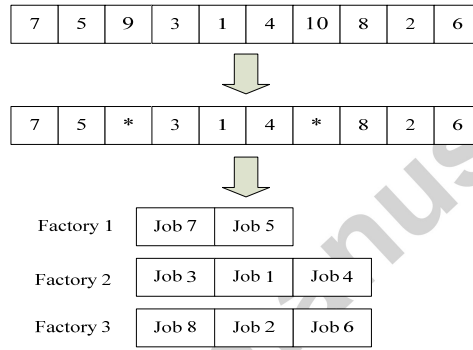 7 5 9 3 1 4 10 8 2 6
7 5 * 3 1 4 * 8 2 6
Factory 1 Job 7 Job 5
Factory 2 Job 3 Job 1 Job 4
Factory 3 Job 8 Job 2 Job 6
anus